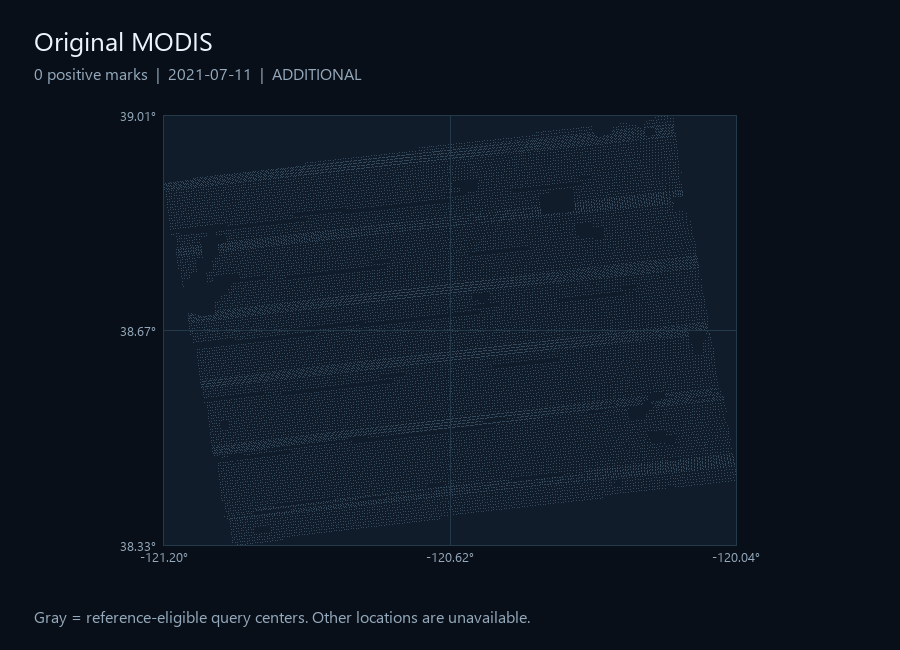 Original MODIS
0 positive marks | 2021-07-11 | ADDITIONAL
39.01°
38.67°
38.33°
-121.20°
-120.62°
-120.04°
Gray = reference-eligible query centers. Other locations are unavailable.